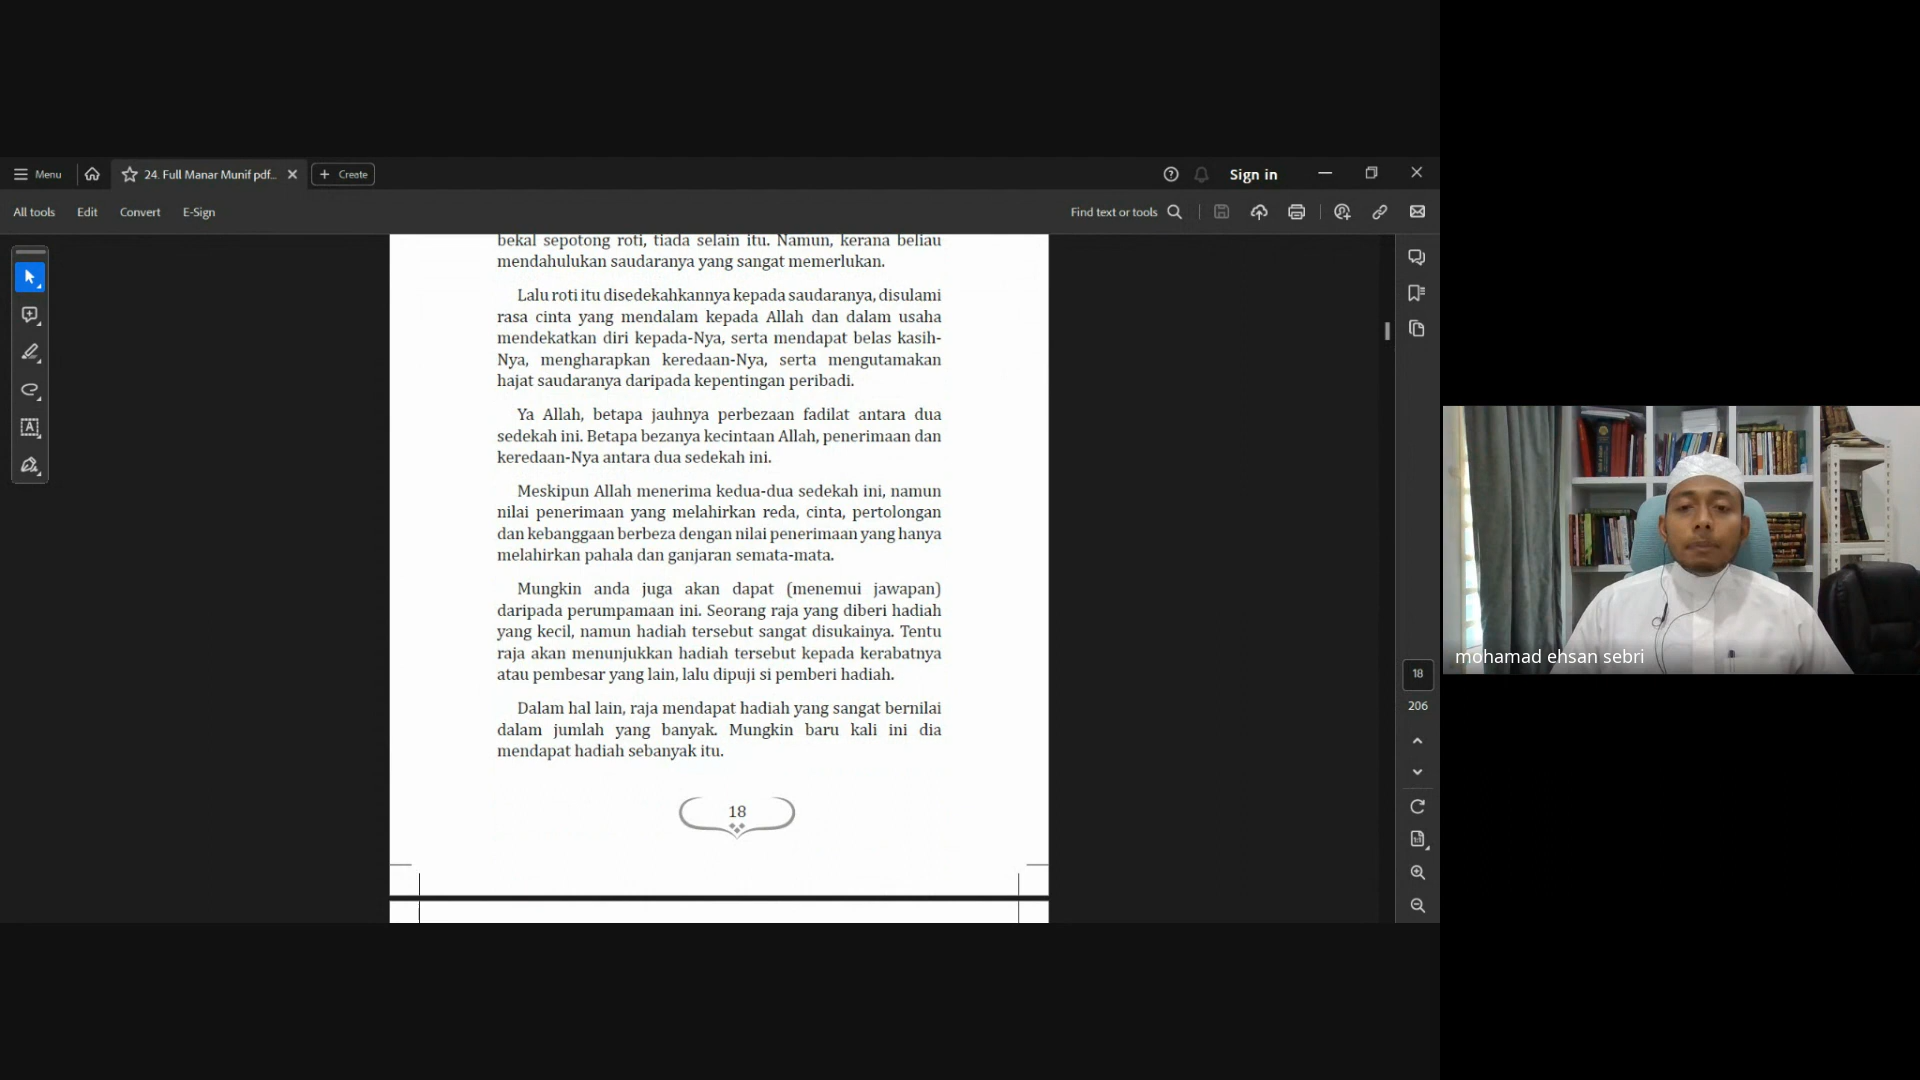 Menu
24. Full Manar Munif pdf...
Create
Sign in
All tools
Edit
Convert
E-Sign
Find text or tools
bekal sepotong roti, tiada selain itu. Namun, kerana beliau
mendahulukan saudaranya yang sangat memerlukan.
Lalu roti itu disedekahkannya kepada saudaranya, disulami
rasa cinta yang mendalam kepada Allah dan dalam usaha
mendekatkan diri kepada-Nya, serta mendapat belas kasih-
Nya, mengharapkan keredaan-Nya, serta mengutamakan
hajat saudaranya daripada kepentingan peribadi.
Ya Allah, betapa jauhnya perbezaan fadilat antara dua
sedekah ini. Betapa bezanya kecintaan Allah, penerimaan dan
keredaan-Nya antara dua sedekah ini.
Meskipun Allah menerima kedua-dua sedekah ini, namun
nilai penerimaan yang melahirkan reda, cinta, pertolongan
dan kebanggaan berbeza dengan nilai penerimaan yang hanya
melahirkan pahala dan ganjaran semata-mata.
Mungkin anda juga akan dapat (menemui jawapan)
daripada perumpamaan ini. Seorang raja yang diberi hadiah
yang kecil, namun hadiah tersebut sangat disukainya. Tentu
raja akan menunjukkan hadiah tersebut kepada kerabatnya
atau pembesar yang lain, lalu dipuji si pemberi hadiah.
Dalam hal lain, raja mendapat hadiah yang sangat bernilai
dalam jumlah yang banyak. Mungkin baru kali ini dia
mendapat hadiah sebanyak itu.
18
18
206
mohamad ehsan sebri